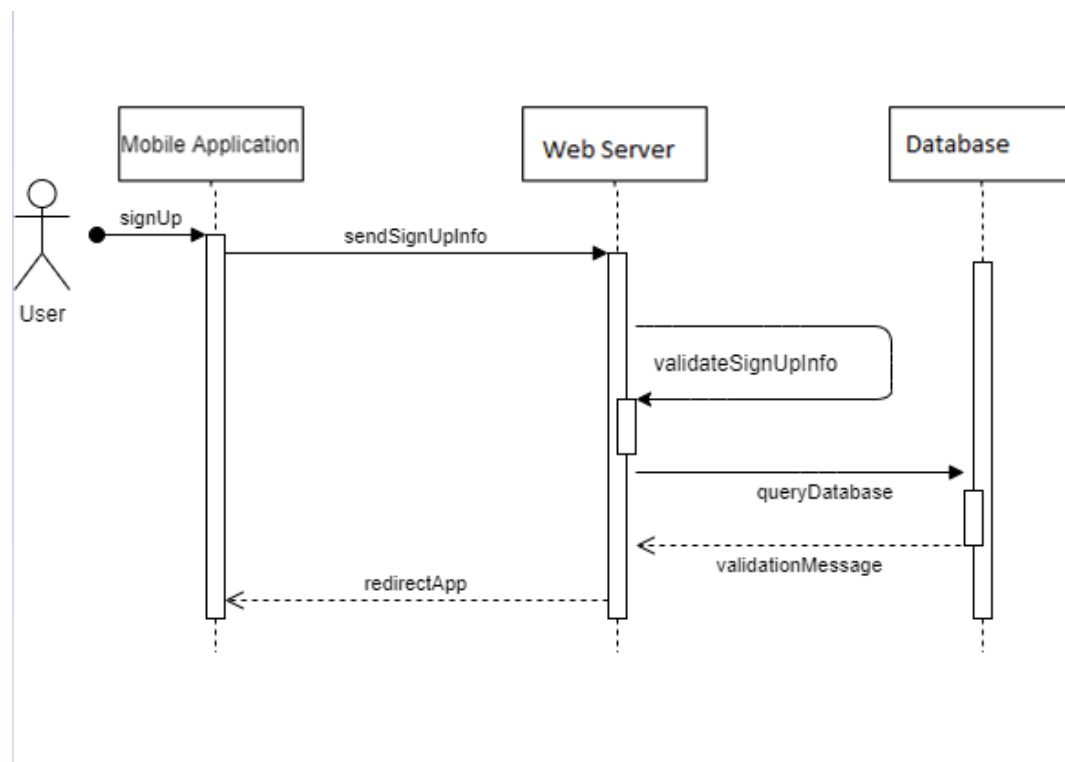 Mobile Application
Web Server
Database
signUp
sendSignUpInfo
User
validateSignUpInfo
queryDatabase
validationMessage
redirectApp